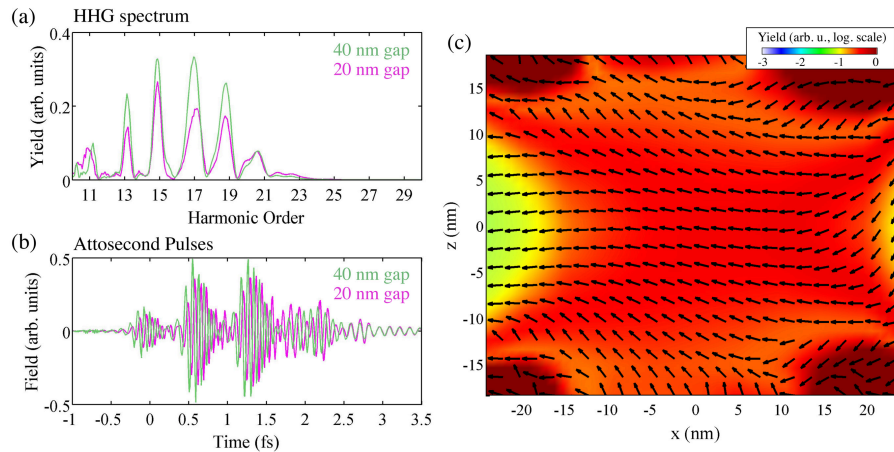 (a) HHG spectrum
40 nm gap
20 nm gap
Yield (arb. units)
0.4
0.2
0
11 13 15 17 19 21 23 25 27 29
Harmonic Order
(b) Attosecond Pulses
40 nm gap
20 nm gap
Field (arb. units)
0.5
0
-0.5
-1 -0.5 0 0.5 1 1.5 2 2.5 3 3.5
Time (fs)
(c)
Yield (arb. u., log. scale)
-3 -2 -1 0
z (nm)
15
10
5
0
-5
-10
-15
-20 -15 -10 -5 0 5 10 15 20
x (nm)